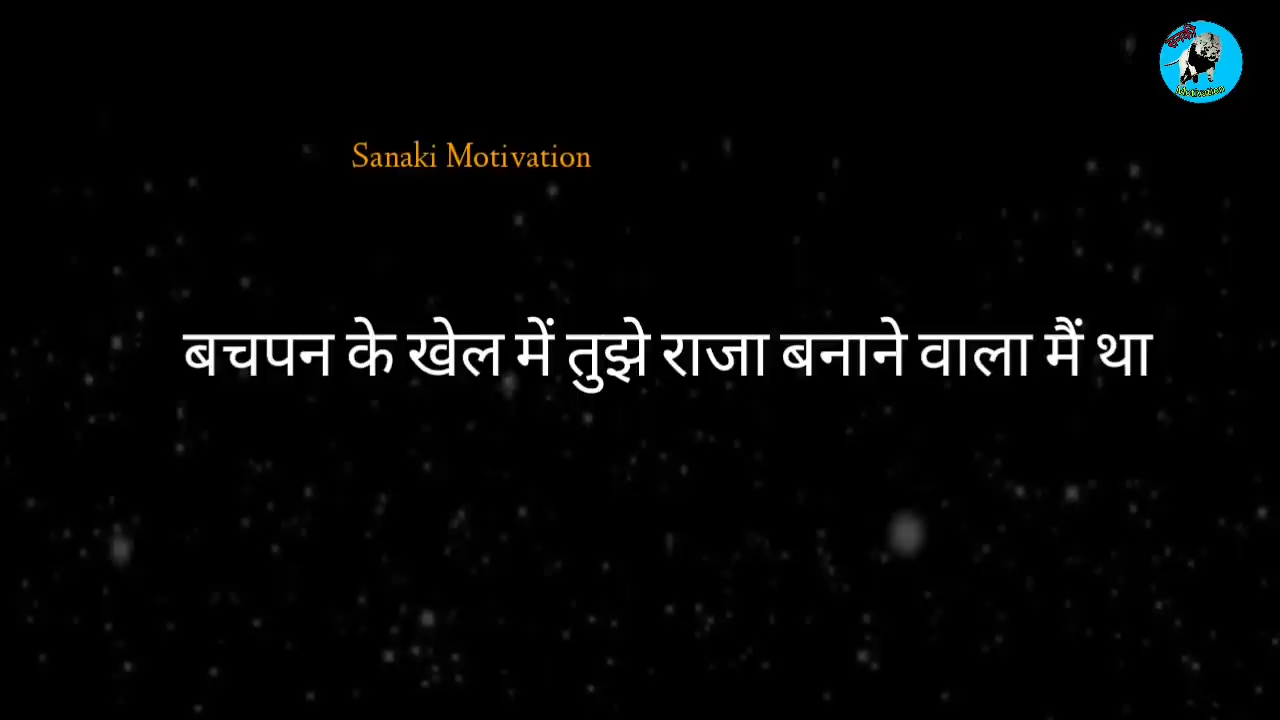 Sanaki Motivation
बचपन के खेल में तुझे राजा बनाने वाला मैं था